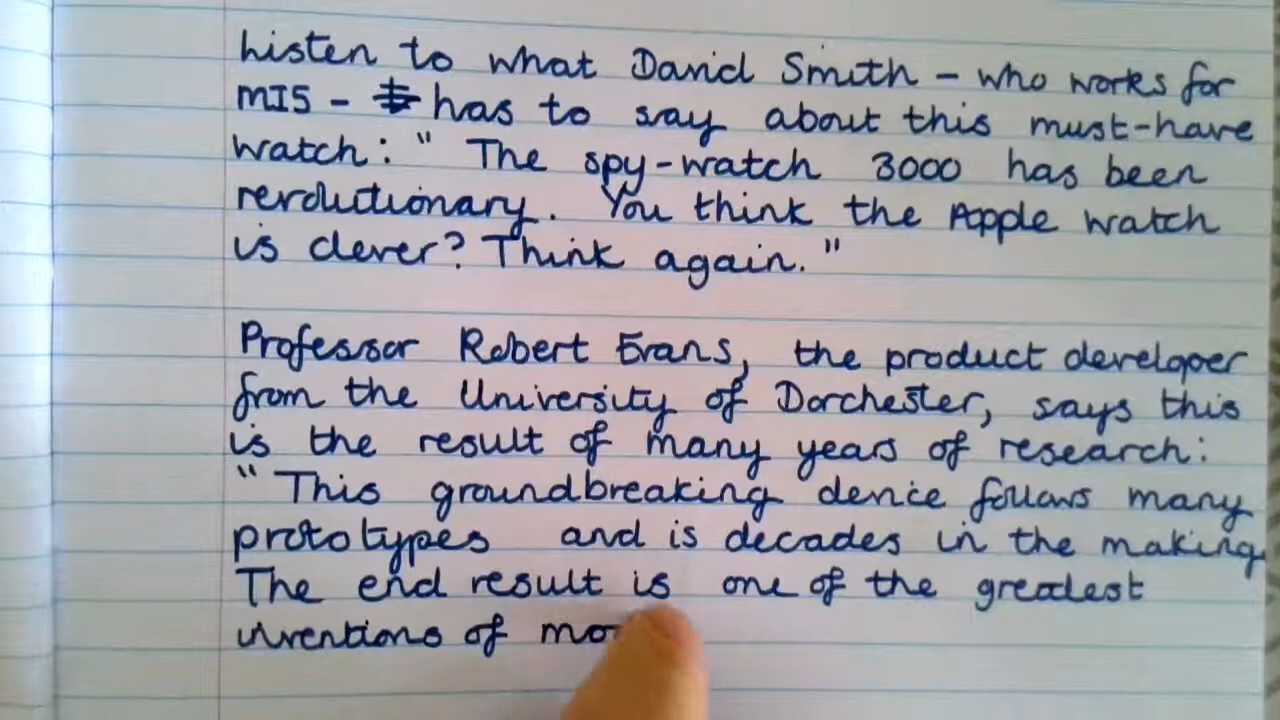 Listen to what David Smith – who works for
MI5 – has to say about this must-have
watch: " The spy-watch 3000 has been
revolutionary. You think the Apple watch
is clever? Think again. "
Professor Robert Evans, the product developer
from the University of Dorchester, says this
is the result of many years of research:
" This groundbreaking device follows many
prototypes and is decades in the making
The end result is one of the greatest
inventions of mo